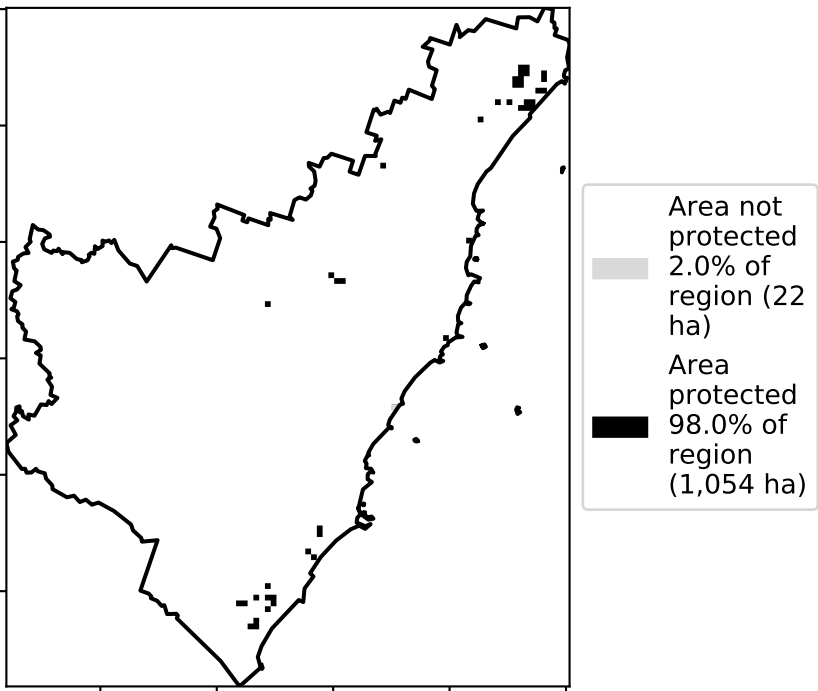 Area not
protected
2.0% of
region (22
ha)
Area
protected
98.0% of
region
(1,054 ha)